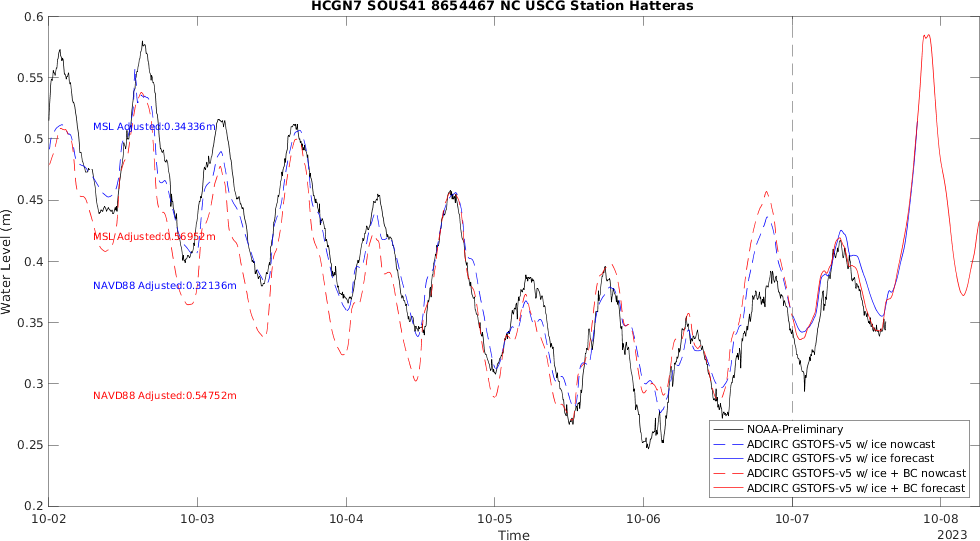 HCGN7 SOUS41 8654467 NC USCG Station Hatteras
Water Level (m)
0.6
0.55
0.5
0.45
0.4
0.35
0.3
0.25
0.2
MSL Adjusted:0.34336m
MSL Adjusted:0.56952m
NAVD88 Adjusted:0.32136m
NAVD88 Adjusted:0.54752m
NOAA-Preliminary
ADCIRC GSTOFS-v5 w/ ice nowcast
ADCIRC GSTOFS-v5 w/ ice forecast
ADCIRC GSTOFS-v5 w/ ice + BC nowcast
ADCIRC GSTOFS-v5 w/ ice + BC forecast
10-02 10-03 10-04 10-05 10-06 10-07 10-08
2023
Time